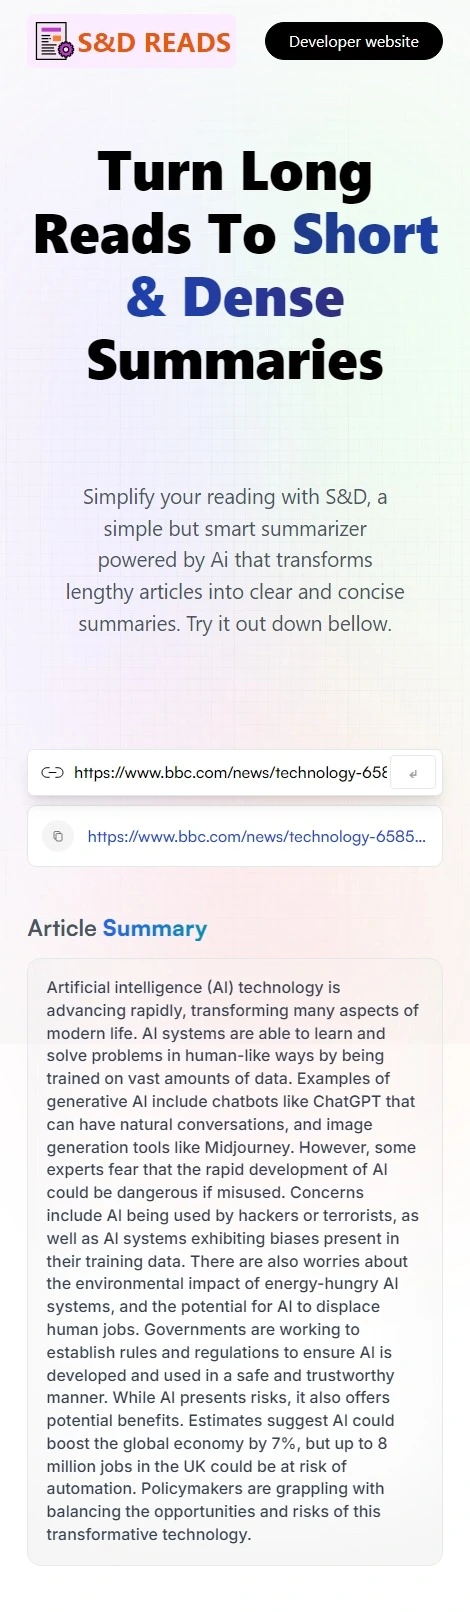 S&D READS
Developer website
Turn Long
Reads To Short
& Dense
Summaries
Simplify your reading with S&D, a
simple but smart summarizer
powered by Ai that transforms
lengthy articles into clear and concise
summaries. Try it out down bellow.
https://www.bbc.com/news/technology-658
https://www.bbc.com/news/technology-6585...
Article Summary
Artificial intelligence (AI) technology is
advancing rapidly, transforming many aspects of
modern life. AI systems are able to learn and
solve problems in human-like ways by being
trained on vast amounts of data. Examples of
generative AI include chatbots like ChatGPT that
can have natural conversations, and image
generation tools like Midjourney. However, some
experts fear that the rapid development of AI
could be dangerous if misused. Concerns
include AI being used by hackers or terrorists, as
well as AI systems exhibiting biases present in
their training data. There are also worries about
the environmental impact of energy-hungry AI
systems, and the potential for AI to displace
human jobs. Governments are working to
establish rules and regulations to ensure AI is
developed and used in a safe and trustworthy
manner. While AI presents risks, it also offers
potential benefits. Estimates suggest AI could
boost the global economy by 7%, but up to 8
million jobs in the UK could be at risk of
automation. Policymakers are grappling with
balancing the opportunities and risks of this
transformative technology.